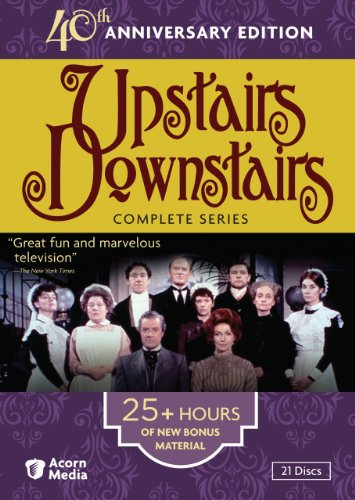 40th ANNIVERSARY EDITION
Upstairs
Downstairs
COMPLETE SERIES
"Great fun and marvelous
television"
—The New York Times
25+ HOURS
OF NEW BONUS
MATERIAL
Acorn
Media
21 Discs